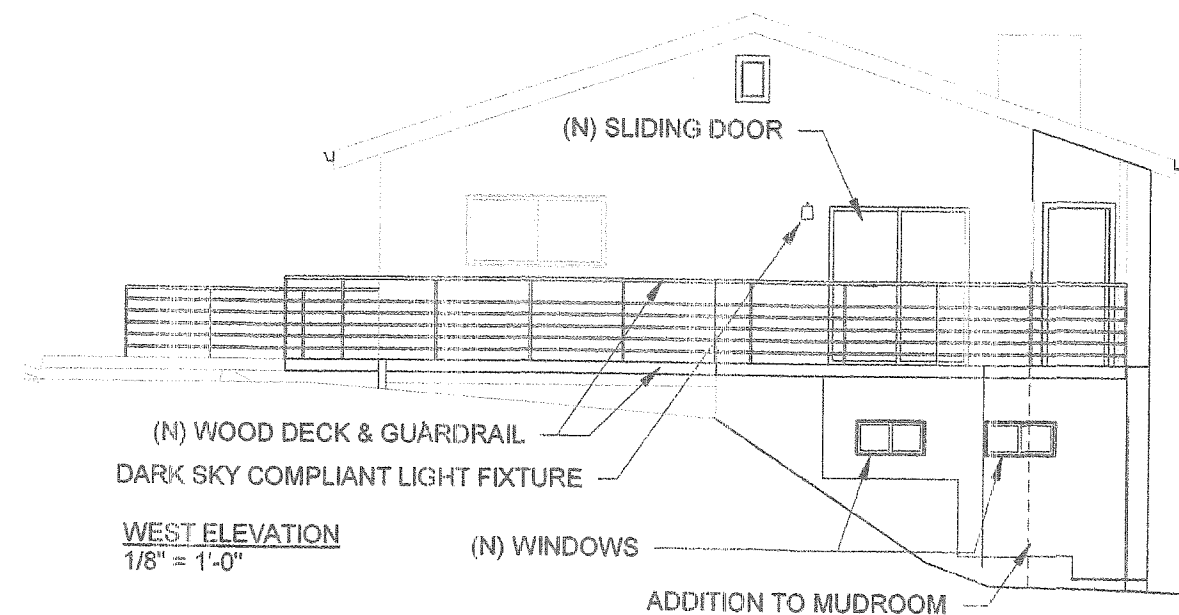 (N) SLIDING DOOR
(N) WOOD DECK & GUARDRAIL
DARK SKY COMPLIANT LIGHT FIXTURE
WEST ELEVATION
1/8" = 1'-0"
(N) WINDOWS
ADDITION TO MUDROOM